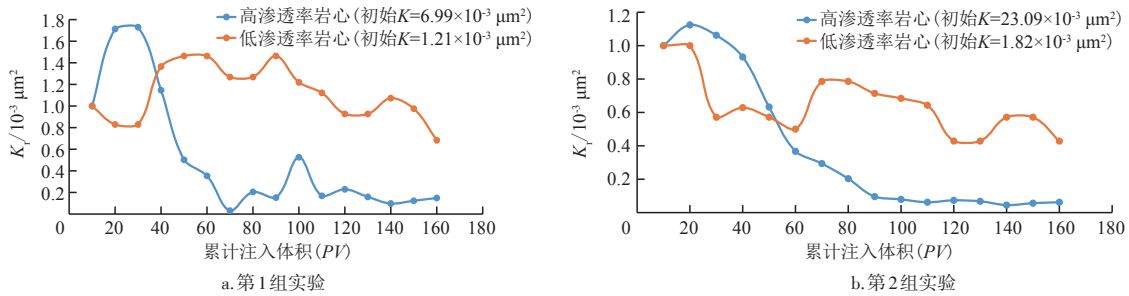 高渗透率岩心(初始K=6.99×10⁻³ μm²)
低渗透率岩心(初始K=1.21×10⁻³ μm²)
Kᵣ/10⁻³ μm²
1.8
1.6
1.4
1.2
1.0
0.8
0.6
0.4
0.2
0 20 40 60 80 100 120 140 160 180
累计注入体积(PV)
a.第1组实验
高渗透率岩心(初始K=23.09×10⁻³ μm²)
低渗透率岩心(初始K=1.82×10⁻³ μm²)
Kᵣ/10⁻³ μm²
1.2
1.0
0.8
0.6
0.4
0.2
0 20 40 60 80 100 120 140 160 180
累计注入体积(PV)
b.第2组实验